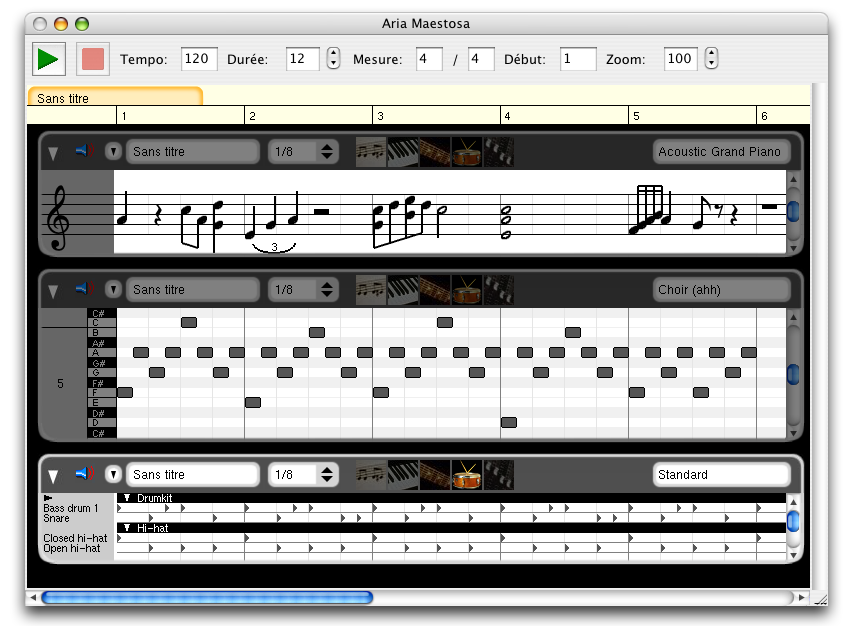 Aria Maestosa
Tempo: 120 Durée: 12 Mesure: 4 / 4 Début: 1 Zoom: 100
Sans titre
1 2 3 4 5 6
Sans titre 1/8 Acoustic Grand Piano
3
Sans titre 1/8 Choir (ahh)
C#
C
B
A#
A
G#
G
5
F#
F
E
D#
D
C#
Sans titre 1/8 Standard
Drumkit
Bass drum 1
Snare
Hi-hat
Closed hi-hat
Open hi-hat